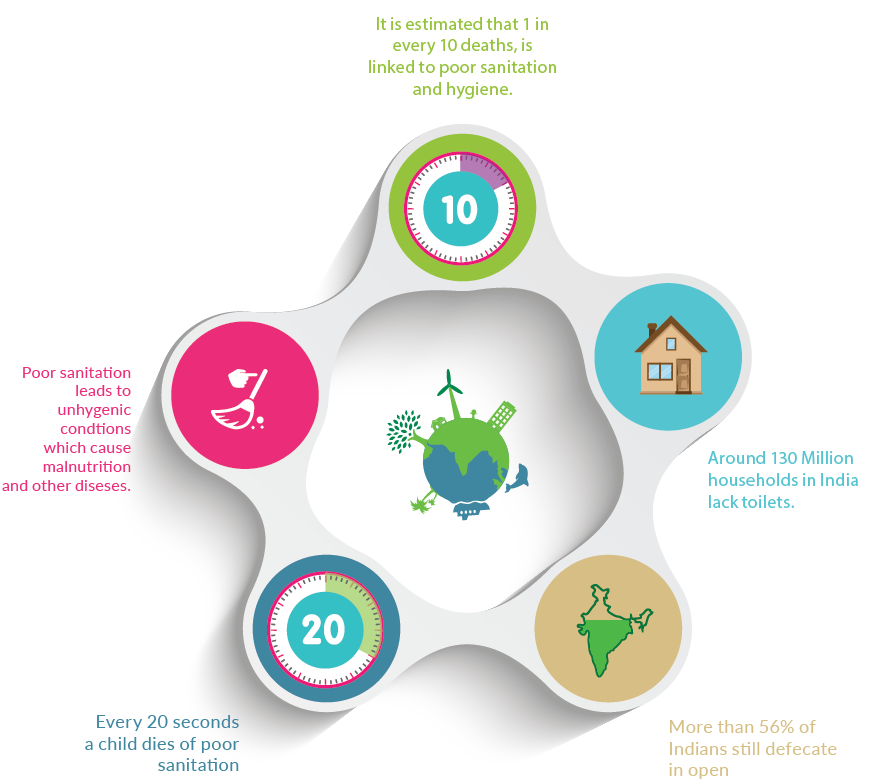 It is estimated that 1 in
every 10 deaths, is
linked to poor sanitation
and hygiene.
10
Poor sanitation
leads to
unhygenic
condtions
which cause
malnutrition
and other diseses.
Around 130 Million
households in India
lack toilets.
20
Every 20 seconds
a child dies of poor
sanitation
More than 56% of
Indians still defecate
in open